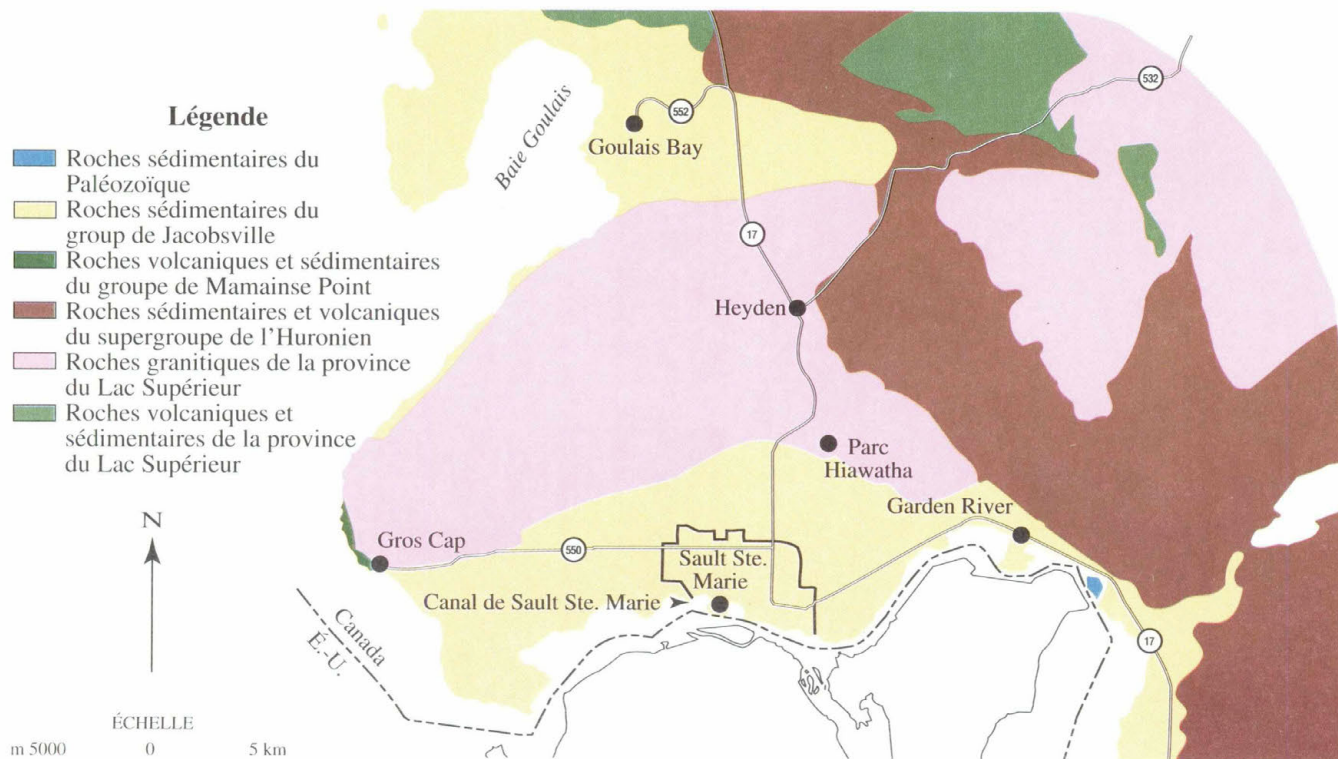 Légende
Roches sédimentaires du
Paléozoïque
Roches sédimentaires du
group de Jacobsville
Roches volcaniques et sédimentaires
du groupe de Mamainse Point
Roches sédimentaires et volcaniques
du supergroupe de l'Huronien
Roches granitiques de la province
du Lac Supérieur
Roches volcaniques et
sédimentaires de la province
du Lac Supérieur
N
ÉCHELLE
m 5000 0 5 km
Baie Goulais
552
Goulais Bay
532
17
Heyden
Parc
Hiawatha
Garden River
Gros Cap
550
Sault Ste.
Marie
Canal de Sault Ste. Marie
Canada
É.-U.
17